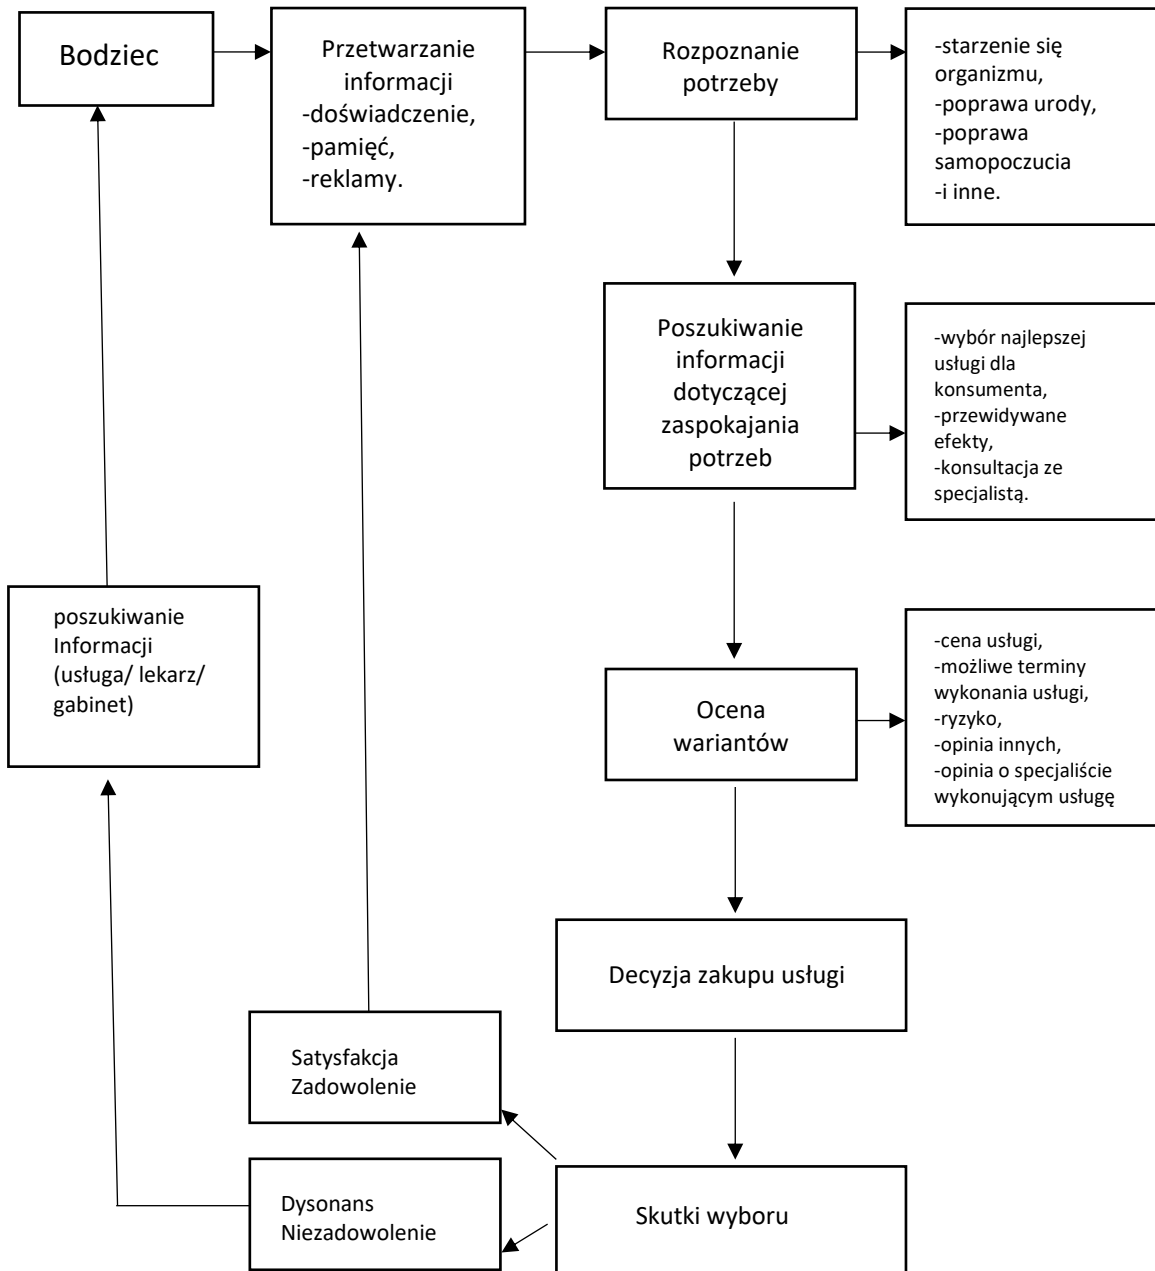 Bodziec
Przetwarzanie
informacji
-doświadczenie,
-pamięć,
-reklamy.
Rozpoznanie
potrzeby
-starzenie się
organizmu,
-poprawa urody,
-poprawa
samopoczucia
-i inne.
Poszukiwanie
informacji
dotyczącej
zaspokajania
potrzeb
-wybór najlepszej
usługi dla
konsumenta,
-przewidywane
efekty,
-konsultacja ze
specjalistą.
poszukiwanie
Informacji
(usługa/ lekarz/
gabinet)
Ocena
wariantów
-cena usługi,
-możliwe terminy
wykonania usługi,
-ryzyko,
-opinia innych,
-opinia o specjaliście
wykonującym usługę
Decyzja zakupu usługi
Satysfakcja
Zadowolenie
Dysonans
Niezadowolenie
Skutki wyboru